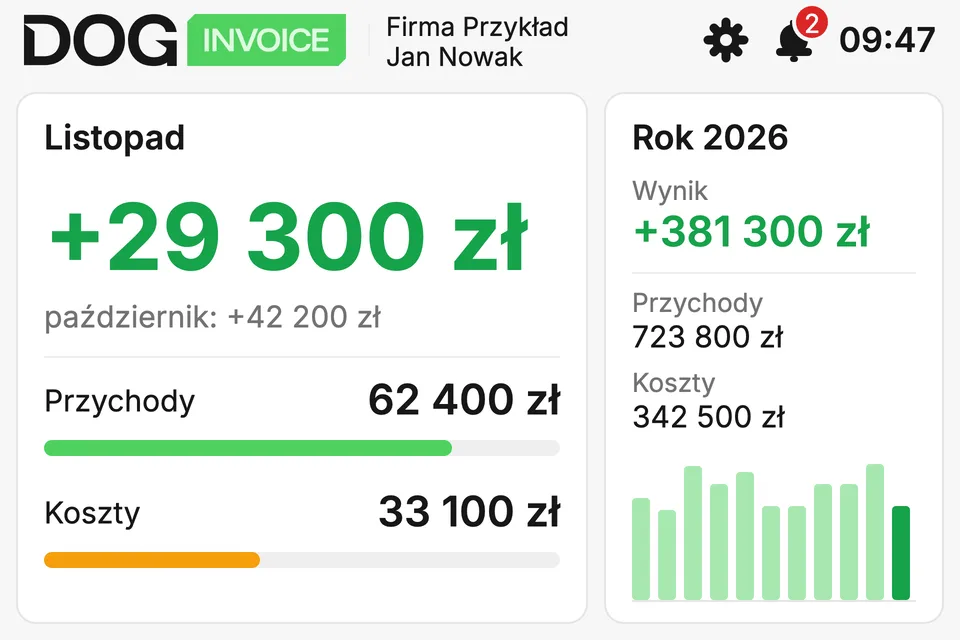 DOG INVOICE
Firma Przykład
Jan Nowak
2
09:47
Listopad
+29 300 zł
październik: +42 200 zł
Przychody 62 400 zł
Koszty 33 100 zł
Rok 2026
Wynik
+381 300 zł
Przychody
723 800 zł
Koszty
342 500 zł